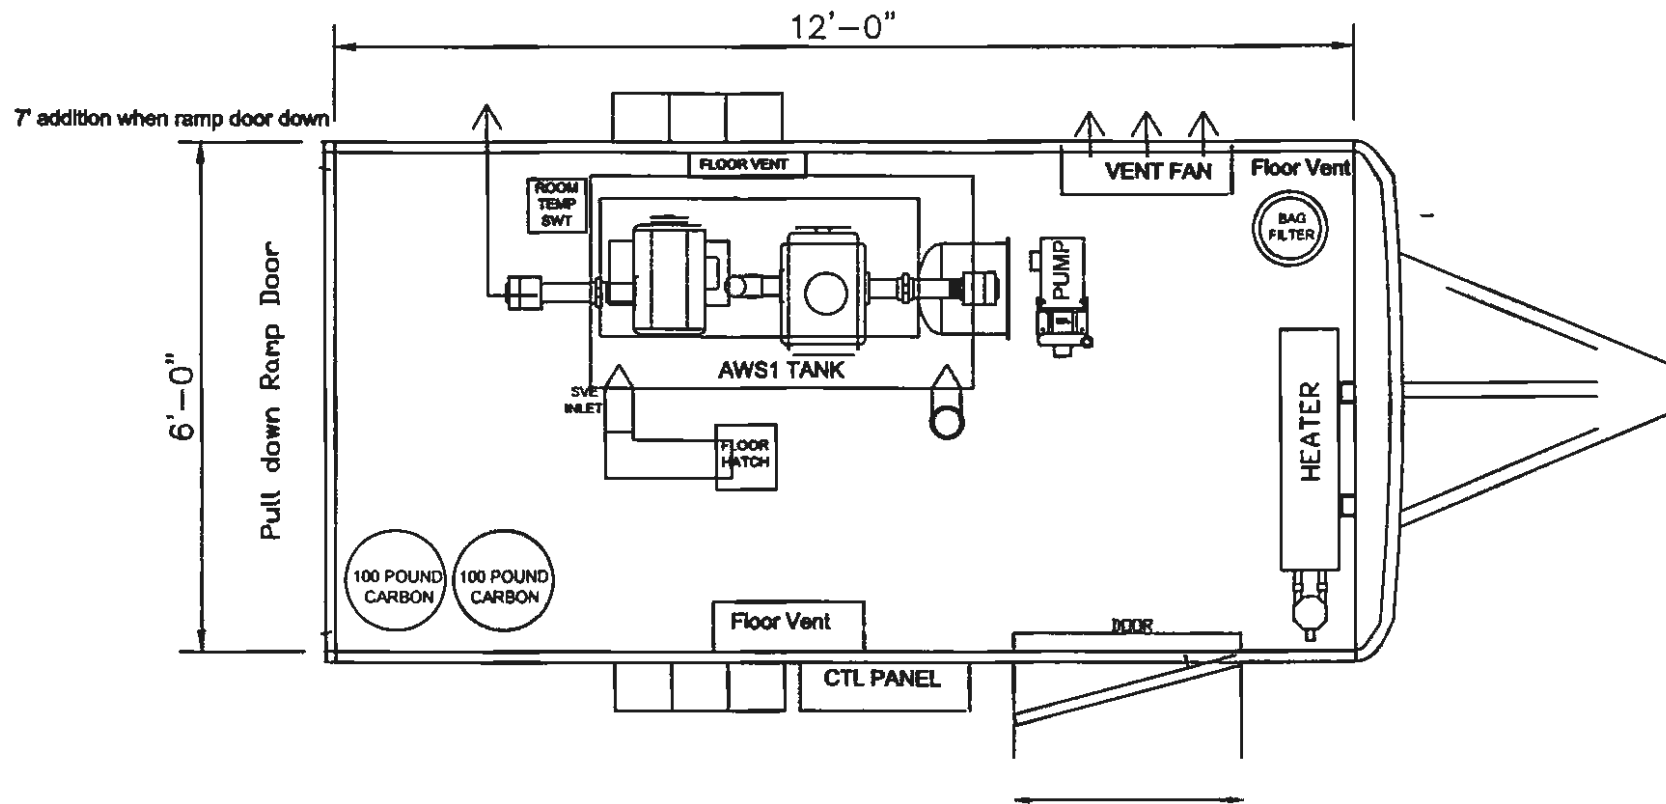 12'-0"
7' addition when ramp door down
FLOOR VENT
VENT FAN
Floor Vent
ROOM
TEMP
SWT
BAG
FILTER
PUMP
Pull down Ramp Door
6'-0"
AWS1 TANK
SVE
INLET
HEATER
FLOOR
HATCH
100 POUND
CARBON
100 POUND
CARBON
Floor Vent
DOOR
CTL PANEL